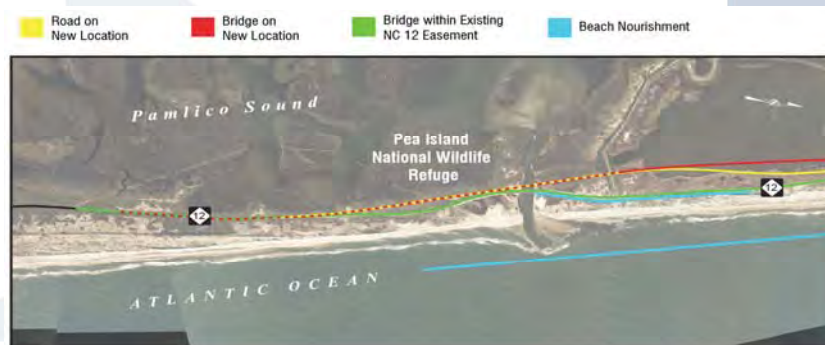 Road on
New Location
Bridge on
New Location
Bridge within Existing
NC 12 Easement
Beach Nourishment
Pamlico Sound
Pea Island
National Wildlife
Refuge
12
12
ATLANTIC OCEAN